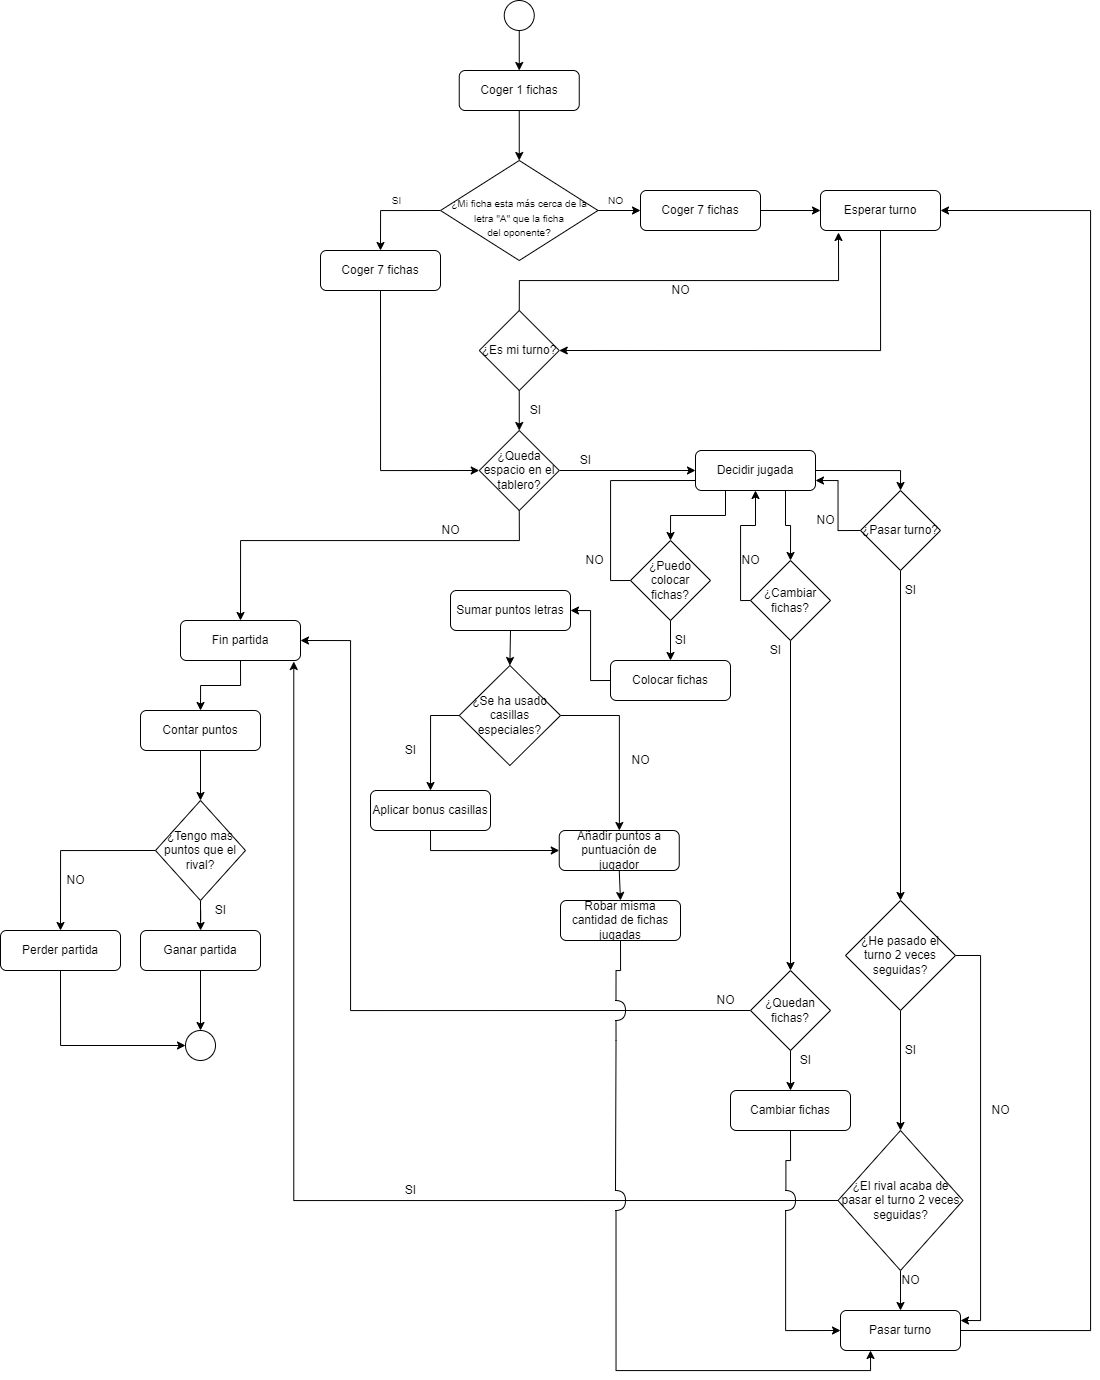 Coger 1 fichas
SI
¿Mi ficha esta más cerca de la
letra "A" que la ficha
del oponente?
NO
Coger 7 fichas
Esperar turno
Coger 7 fichas
NO
¿Es mi turno?
SI
¿Queda
espacio en el
tablero?
SI
Decidir jugada
NO
NO
¿Pasar turno?
NO
¿Puedo
colocar
fichas?
NO
¿Cambiar
fichas?
SI
Sumar puntos letras
Fin partida
SI
SI
Colocar fichas
¿Se ha usado
casillas
especiales?
Contar puntos
SI
NO
Aplicar bonus casillas
¿Tengo mas
puntos que el
rival?
Añadir puntos a
puntuación de
jugador
NO
SI
Robar misma
cantidad de fichas
jugadas
Perder partida
Ganar partida
¿He pasado el
turno 2 veces
seguidas?
NO
¿Quedan
fichas?
SI
SI
Cambiar fichas
NO
SI
¿El rival acaba de
pasar el turno 2 veces
seguidas?
NO
Pasar turno